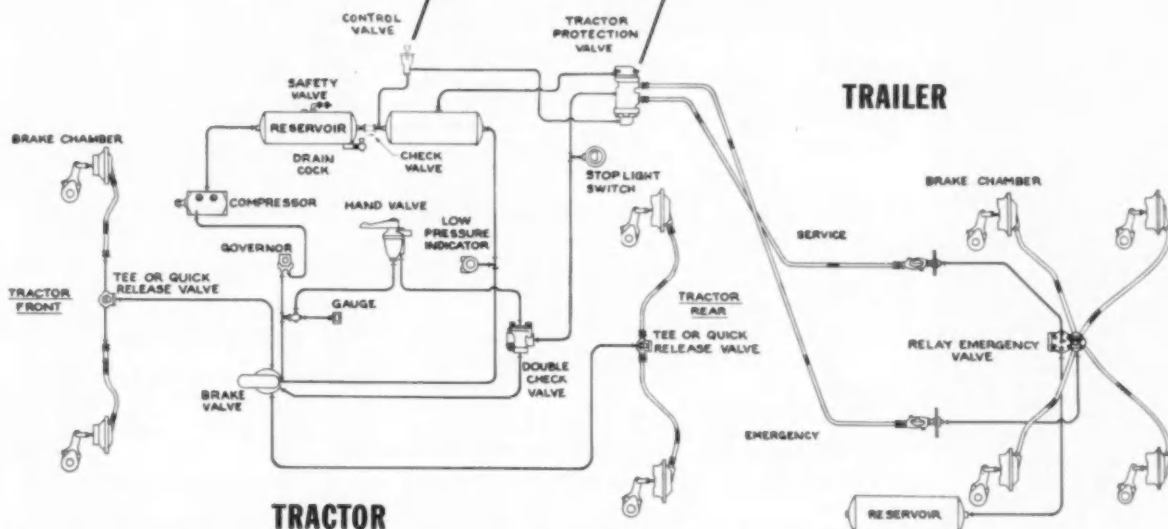 CONTROL
VALVE
TRACTOR
PROTECTION
VALVE
SAFETY
VALVE
TRAILER
RESERVOIR
BRAKE CHAMBER
DRAIN
COCK
CHECK
VALVE
STOP LIGHT
SWITCH
BRAKE CHAMBER
COMPRESSOR
HAND VALVE
LOW
PRESSURE
INDICATOR
SERVICE
GOVERNOR
TEE OR QUICK
RELEASE VALVE
TRACTOR
FRONT
GAUGE
TRACTOR
REAR
TEE OR QUICK
RELEASE VALVE
RELAY EMERGENCY
VALVE
DOUBLE
CHECK
VALVE
BRAKE
VALVE
EMERGENCY
TRACTOR
RESERVOIR